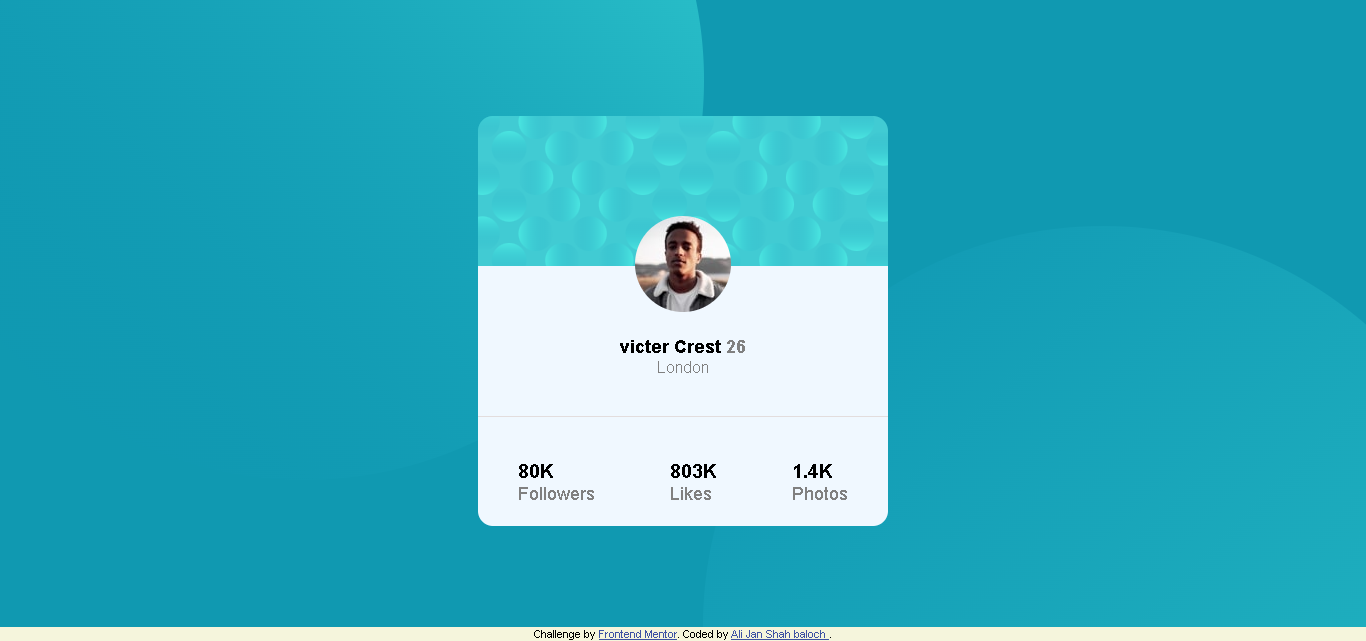 victer Crest 26
London
80K 803K 1.4K
Followers Likes Photos
Challenge by Frontend Mentor. Coded by Ali Jan Shah baloch .